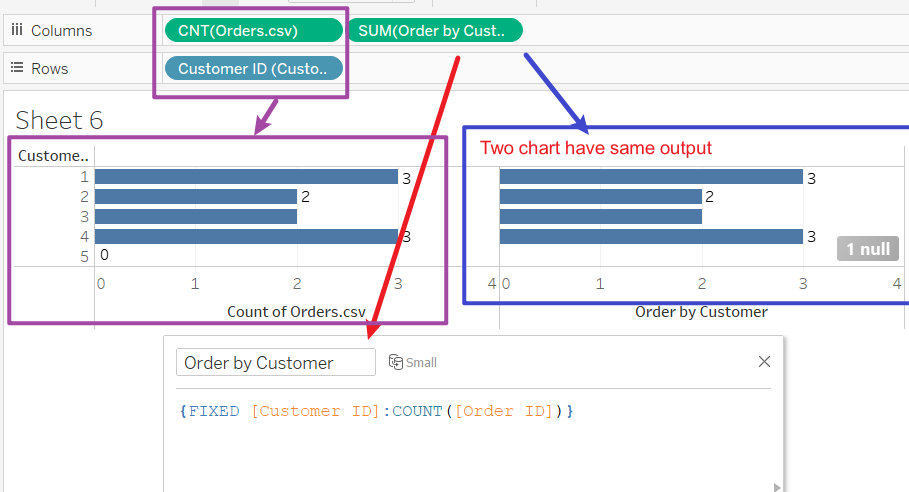 Columns
CNT(Orders.csv)
SUM(Order by Cust..
Rows
Customer ID (Custo..
Sheet 6
Custome..
1
3
2
2
3
4
3
5
0
0
1
2
3
4
Count of Orders.csv
Two chart have same output
3
2
3
1 null
0
1
2
3
4
Order by Customer
Order by Customer
Small
{FIXED [Customer ID]:COUNT([Order ID])}